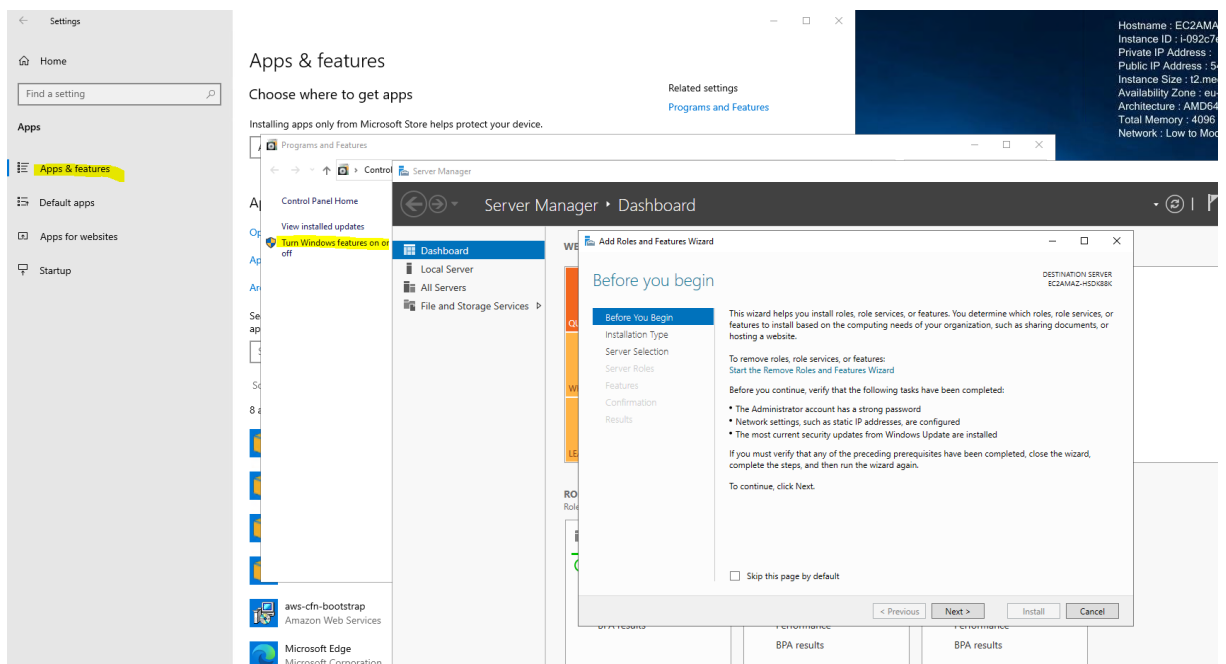 Settings
Home
Find a setting
Apps
Apps & features
Default apps
Apps for websites
Startup
Apps & features
Choose where to get apps
Installing apps only from Microsoft Store helps protect your device.
Related settings
Programs and Features
8
aws-cfn-bootstrap
Amazon Web Services
Microsoft Edge
Microsoft Corporation
Programs and Features
Control Panel Home
View installed updates
Turn Windows features on or
off
Server Manager
Server Manager • Dashboard
Dashboard
Local Server
All Servers
File and Storage Services
BPA results
BPA results
Add Roles and Features Wizard
Before you begin
DESTINATION SERVER
EC2AMAZ-HSDK88K
Before You Begin
Installation Type
Server Selection
Server Roles
Features
Confirmation
Results
This wizard helps you install roles, role services, or features. You determine which roles, role services, or
features to install based on the computing needs of your organization, such as sharing documents, or
hosting a website.
To remove roles, role services, or features:
Start the Remove Roles and Features Wizard
Before you continue, verify that the following tasks have been completed:
• The Administrator account has a strong password
• Network settings, such as static IP addresses, are configured
• The most current security updates from Windows Update are installed
If you must verify that any of the preceding prerequisites have been completed, close the wizard,
complete the steps, and then run the wizard again.
To continue, click Next.
Skip this page by default
< Previous
Next >
Install
Cancel
Hostname : EC2AMA
Instance ID : i-092c7
Private IP Address :
Public IP Address : 5
Instance Size : t2.me
Availability Zone : eu-
Architecture : AMD64
Total Memory : 4096
Network : Low to Mod